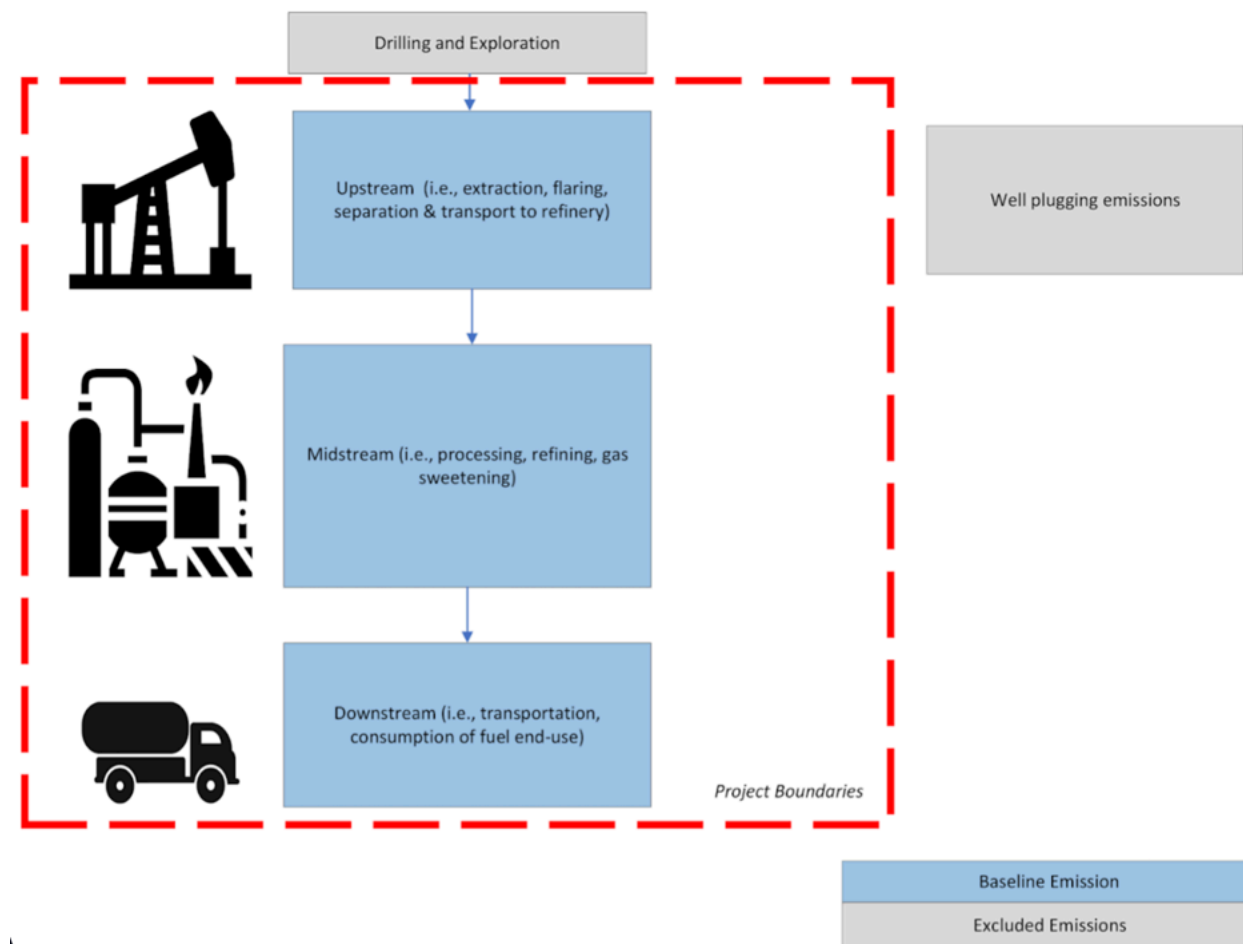 Drilling and Exploration
Upstream (i.e., extraction, flaring,
separation & transport to refinery)
Well plugging emissions
Midstream (i.e., processing, refining, gas
sweetening)
Downstream (i.e., transportation,
consumption of fuel end-use)
Project Boundaries
Baseline Emission
Excluded Emissions